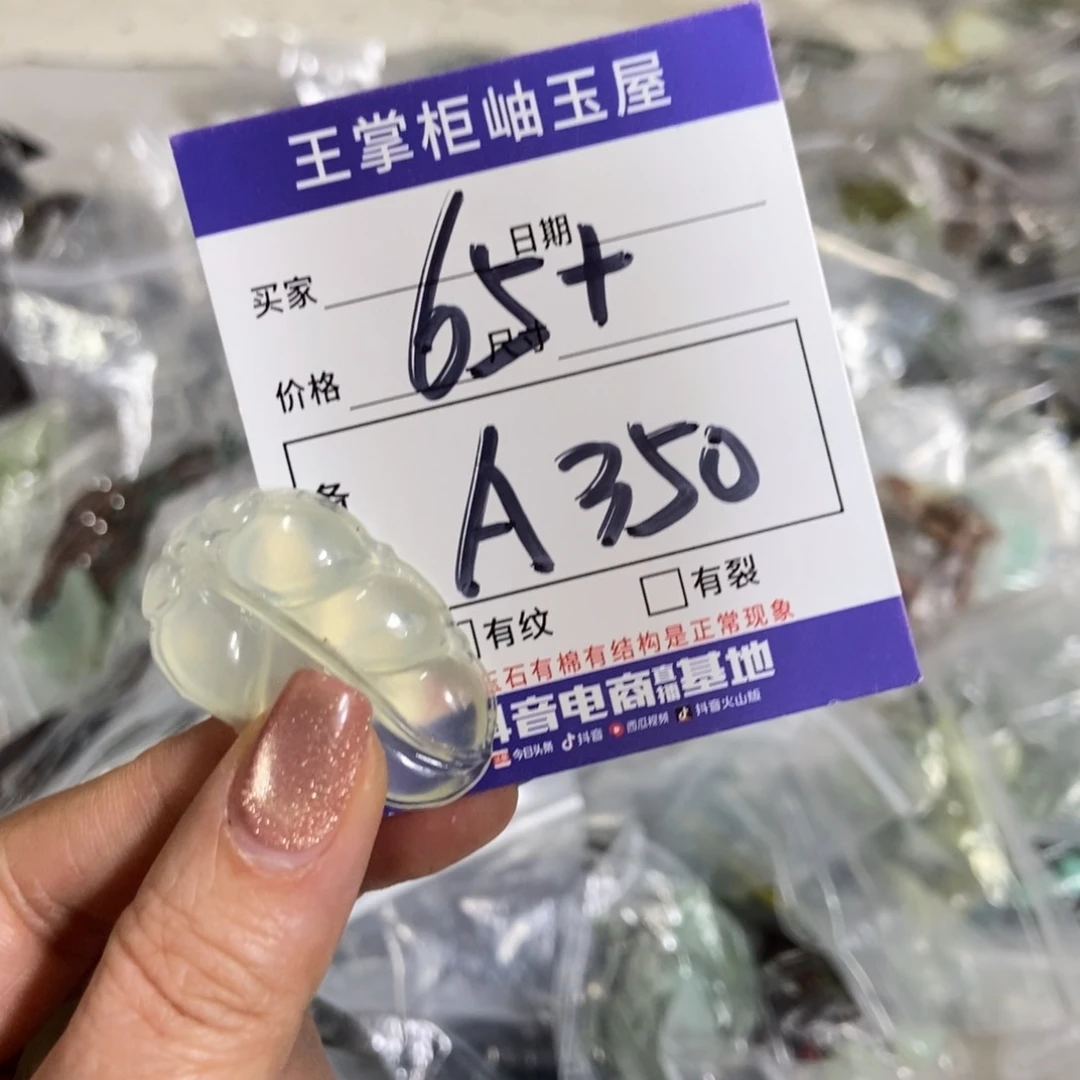 王掌柜岫玉屋
日期
买家
65+
尺寸
价格
备
A 350
有纹 有裂
玉石有棉有结构是正常现象
抖音电商直播基地
今日头条 抖音 西瓜视频 抖音火山版